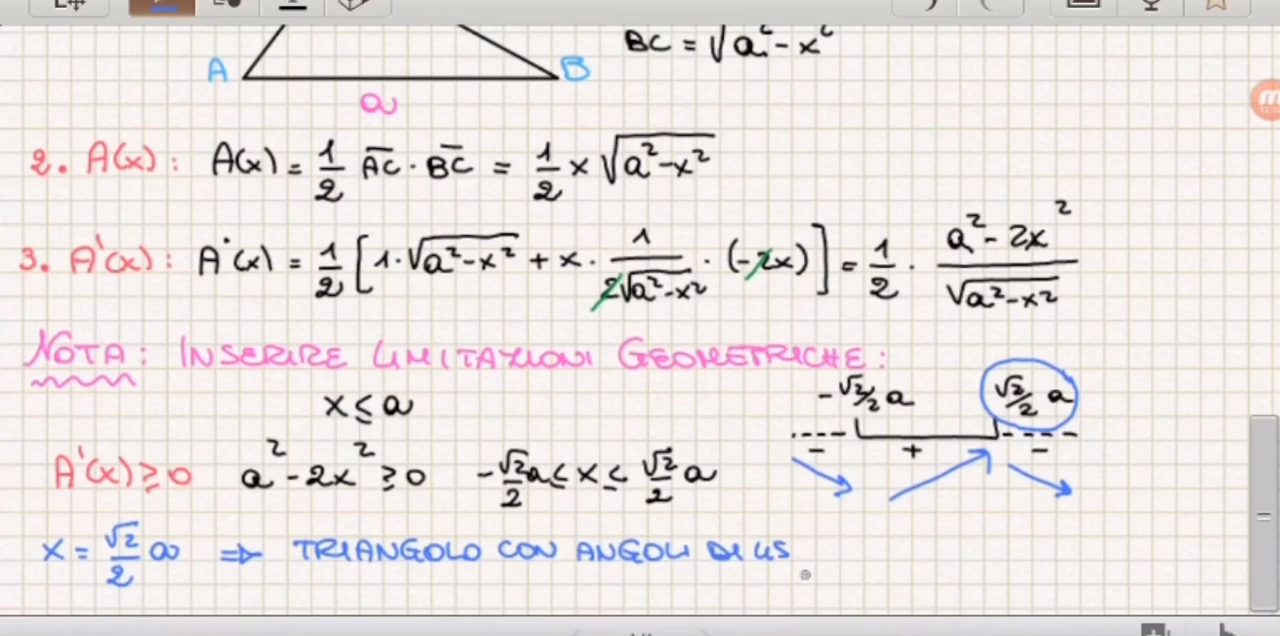 BC = √a² - x²
A B
a
2. A(x): A(x) = 1/2 AC · BC = 1/2 x √a²-x²
3. A'(x): A'(x) = 1/2 [1·√a²-x² + x · 1/2√a²-x² · (-2x)] = 1/2 · a²-2x²/√a²-x²
NOTA: INSERIRE LIMITAZIONI GEOMETRICHE:
x ≤ a
-√2/2 a √2/2 a
- + -
A'(x) ≥ 0 a² - 2x² ≥ 0 -√2/2 a ≤ x ≤ √2/2 a
x = √2/2 a ⇒ TRIANGOLO CON ANGOLI DI 45